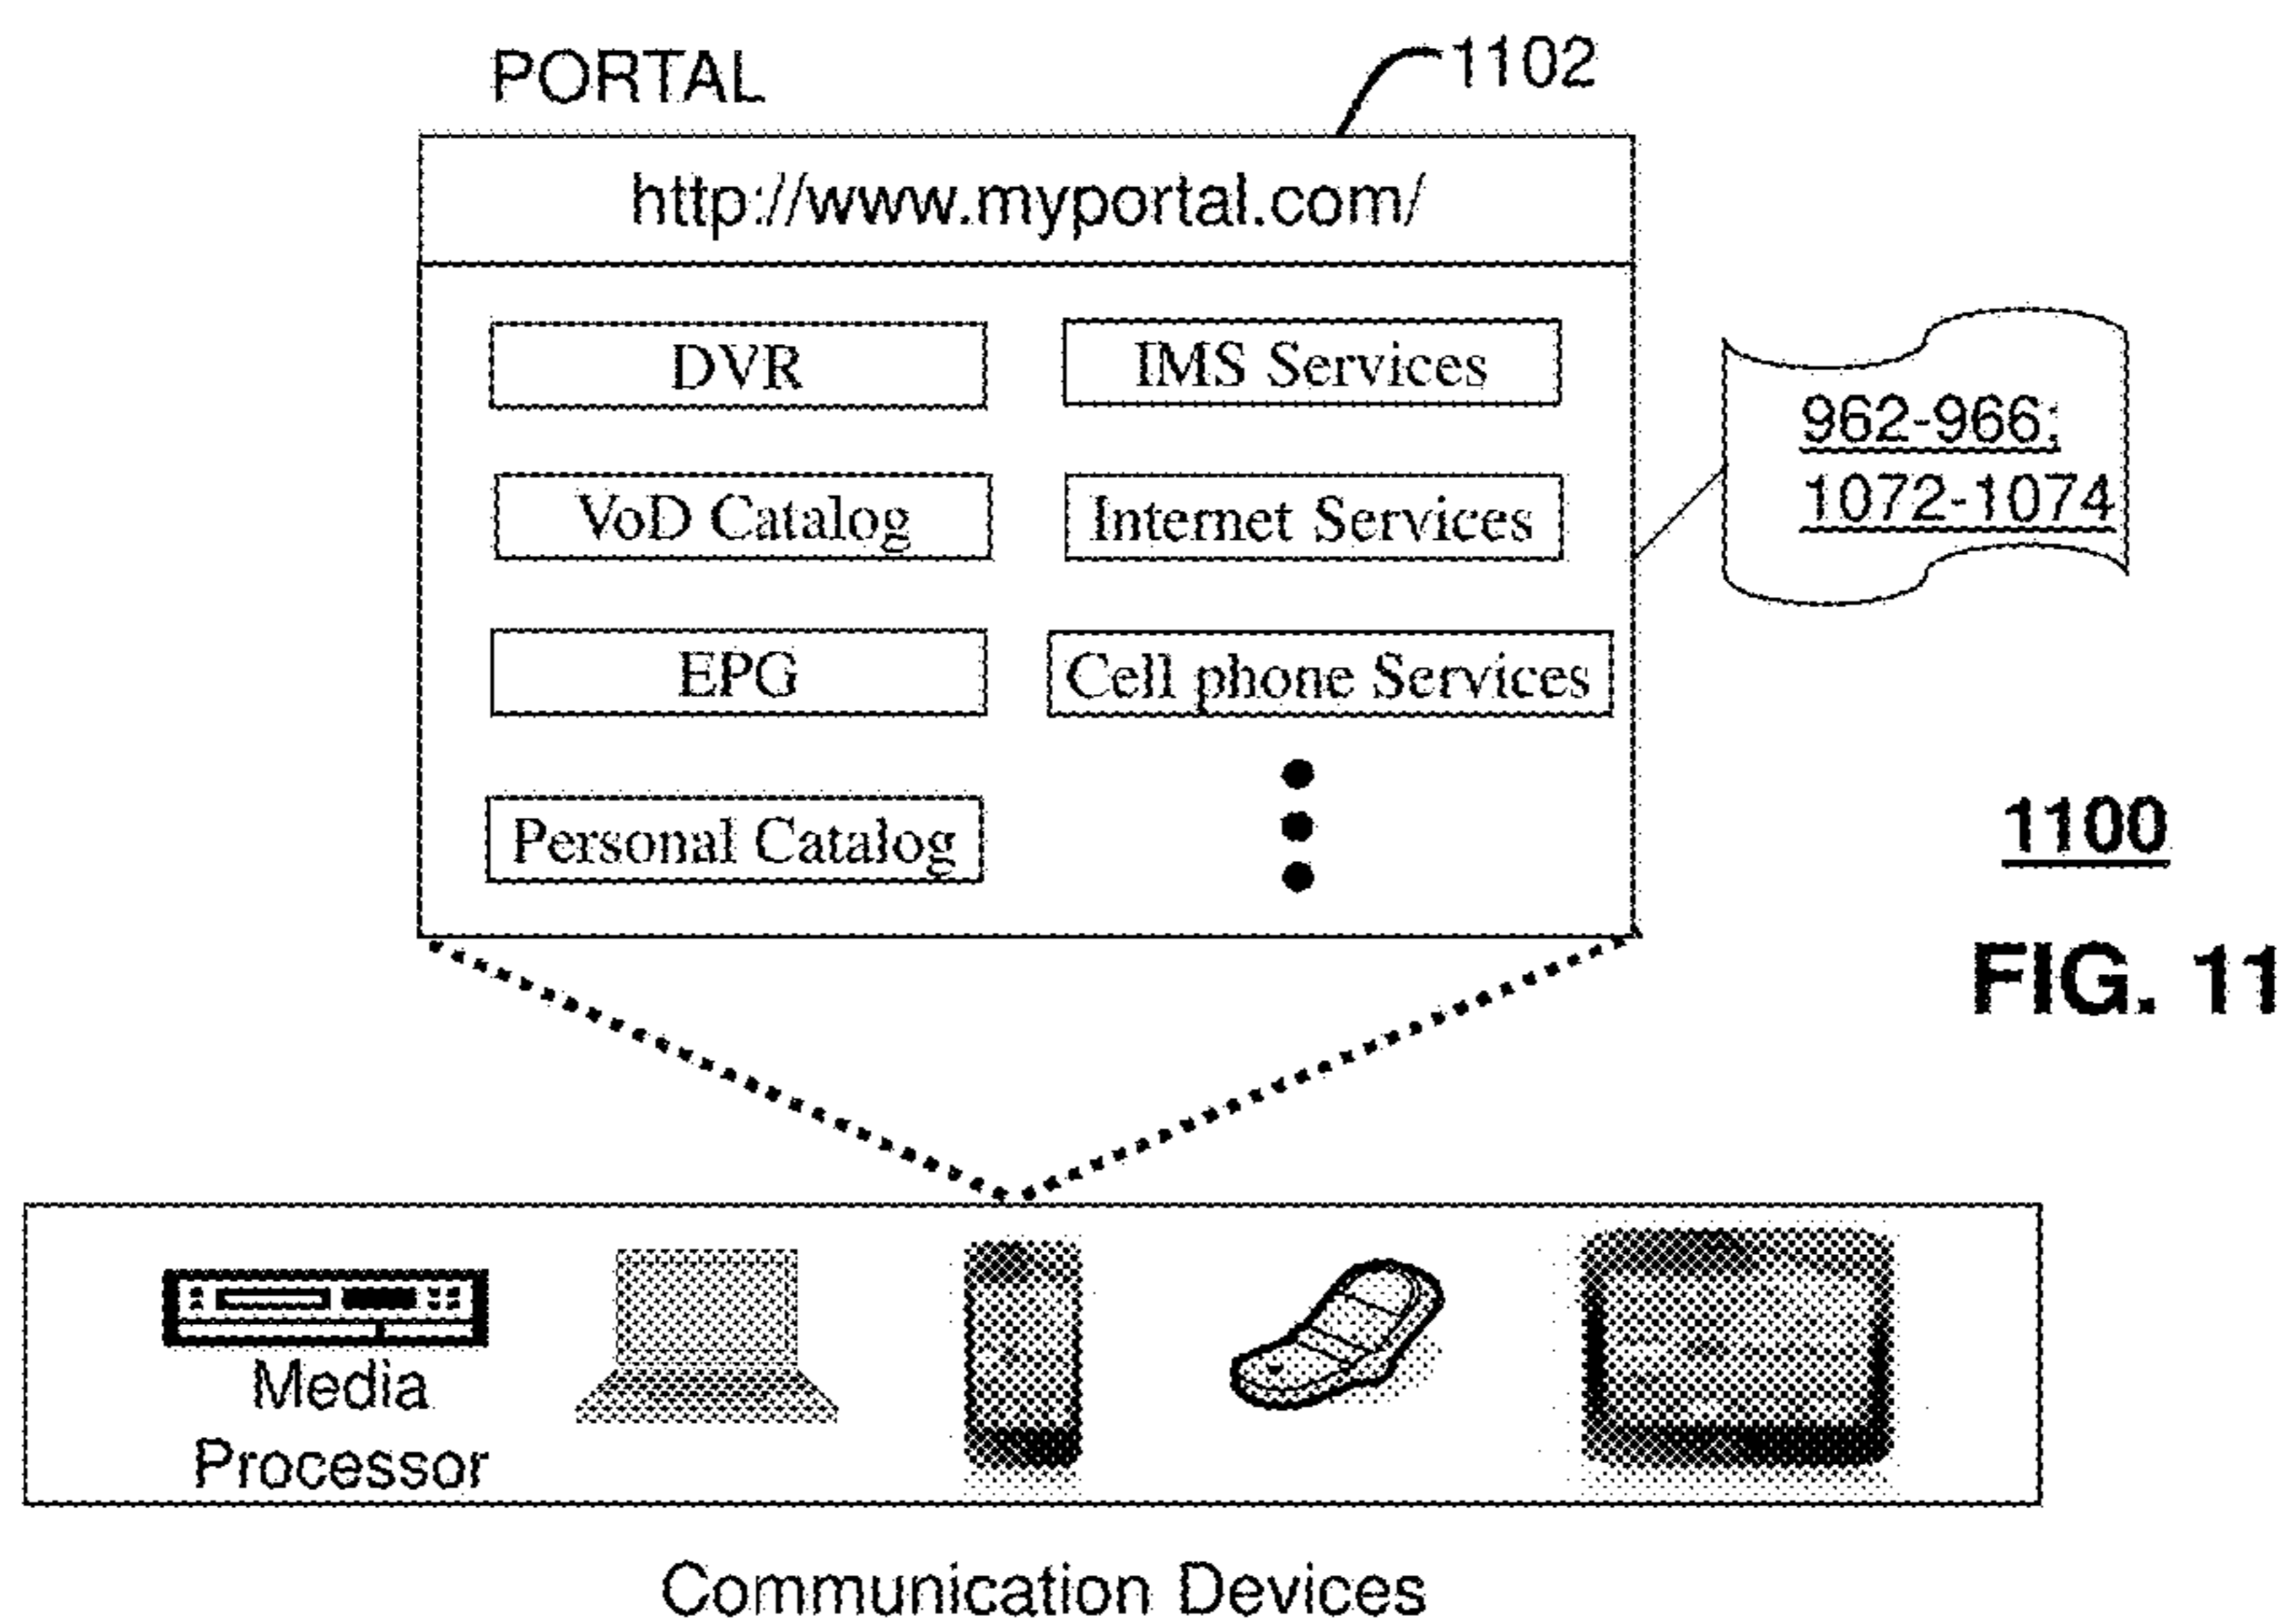 PORTAL
1102
http://www.myportal.com/
DVR
IMS Services
962-966;
1072-1074
VoD Catalog
Internet Services
EPG
Cell phone Services
Personal Catalog
1100
FIG. 11
Media
Processor
Communication Devices